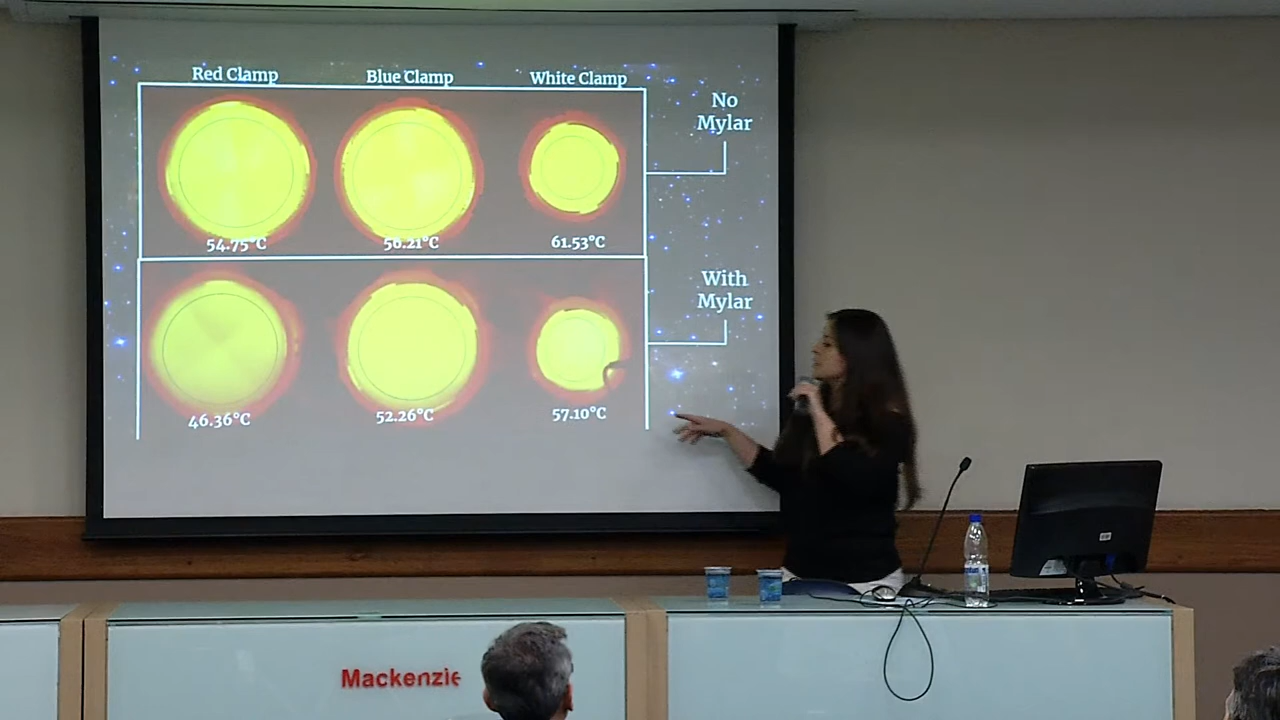 Red Clamp
Blue Clamp
White Clamp
No
Mylar
54.75°C
56.21°C
61.53°C
With
Mylar
46.36°C
52.26°C
57.10°C
Mackenzie